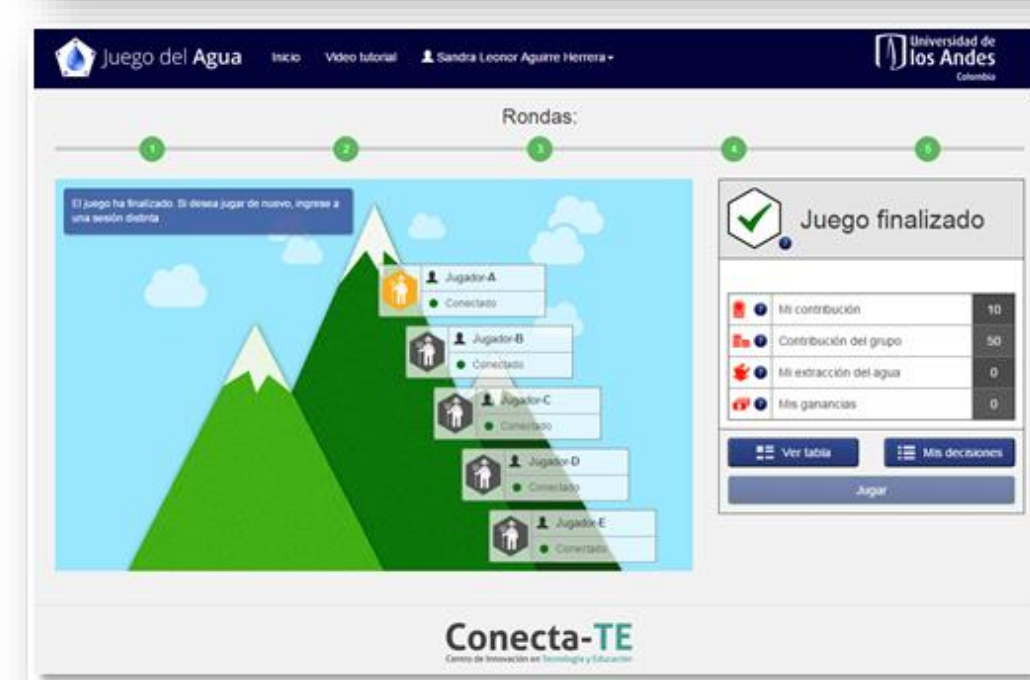 Juego del Agua
Inicio
Video tutorial
Sandra Leonor Aguirre Herrera
Universidad de
los Andes
Colombia
Rondas:
1
2
3
4
5
El juego ha finalizado. Si desea jugar de nuevo, ingrese a
una sesión distinta
Jugador-A
Conectado
Jugador-B
Conectado
Jugador-C
Conectado
Jugador-D
Conectado
Jugador-E
Conectado
Juego finalizado
Mi contribución 10
Contribución del grupo 50
Mi extracción del agua 0
Mis ganancias 0
Ver tabla
Mis decisiones
Jugar
Conecta-TE
Centro de Innovación en Tecnología y Educación